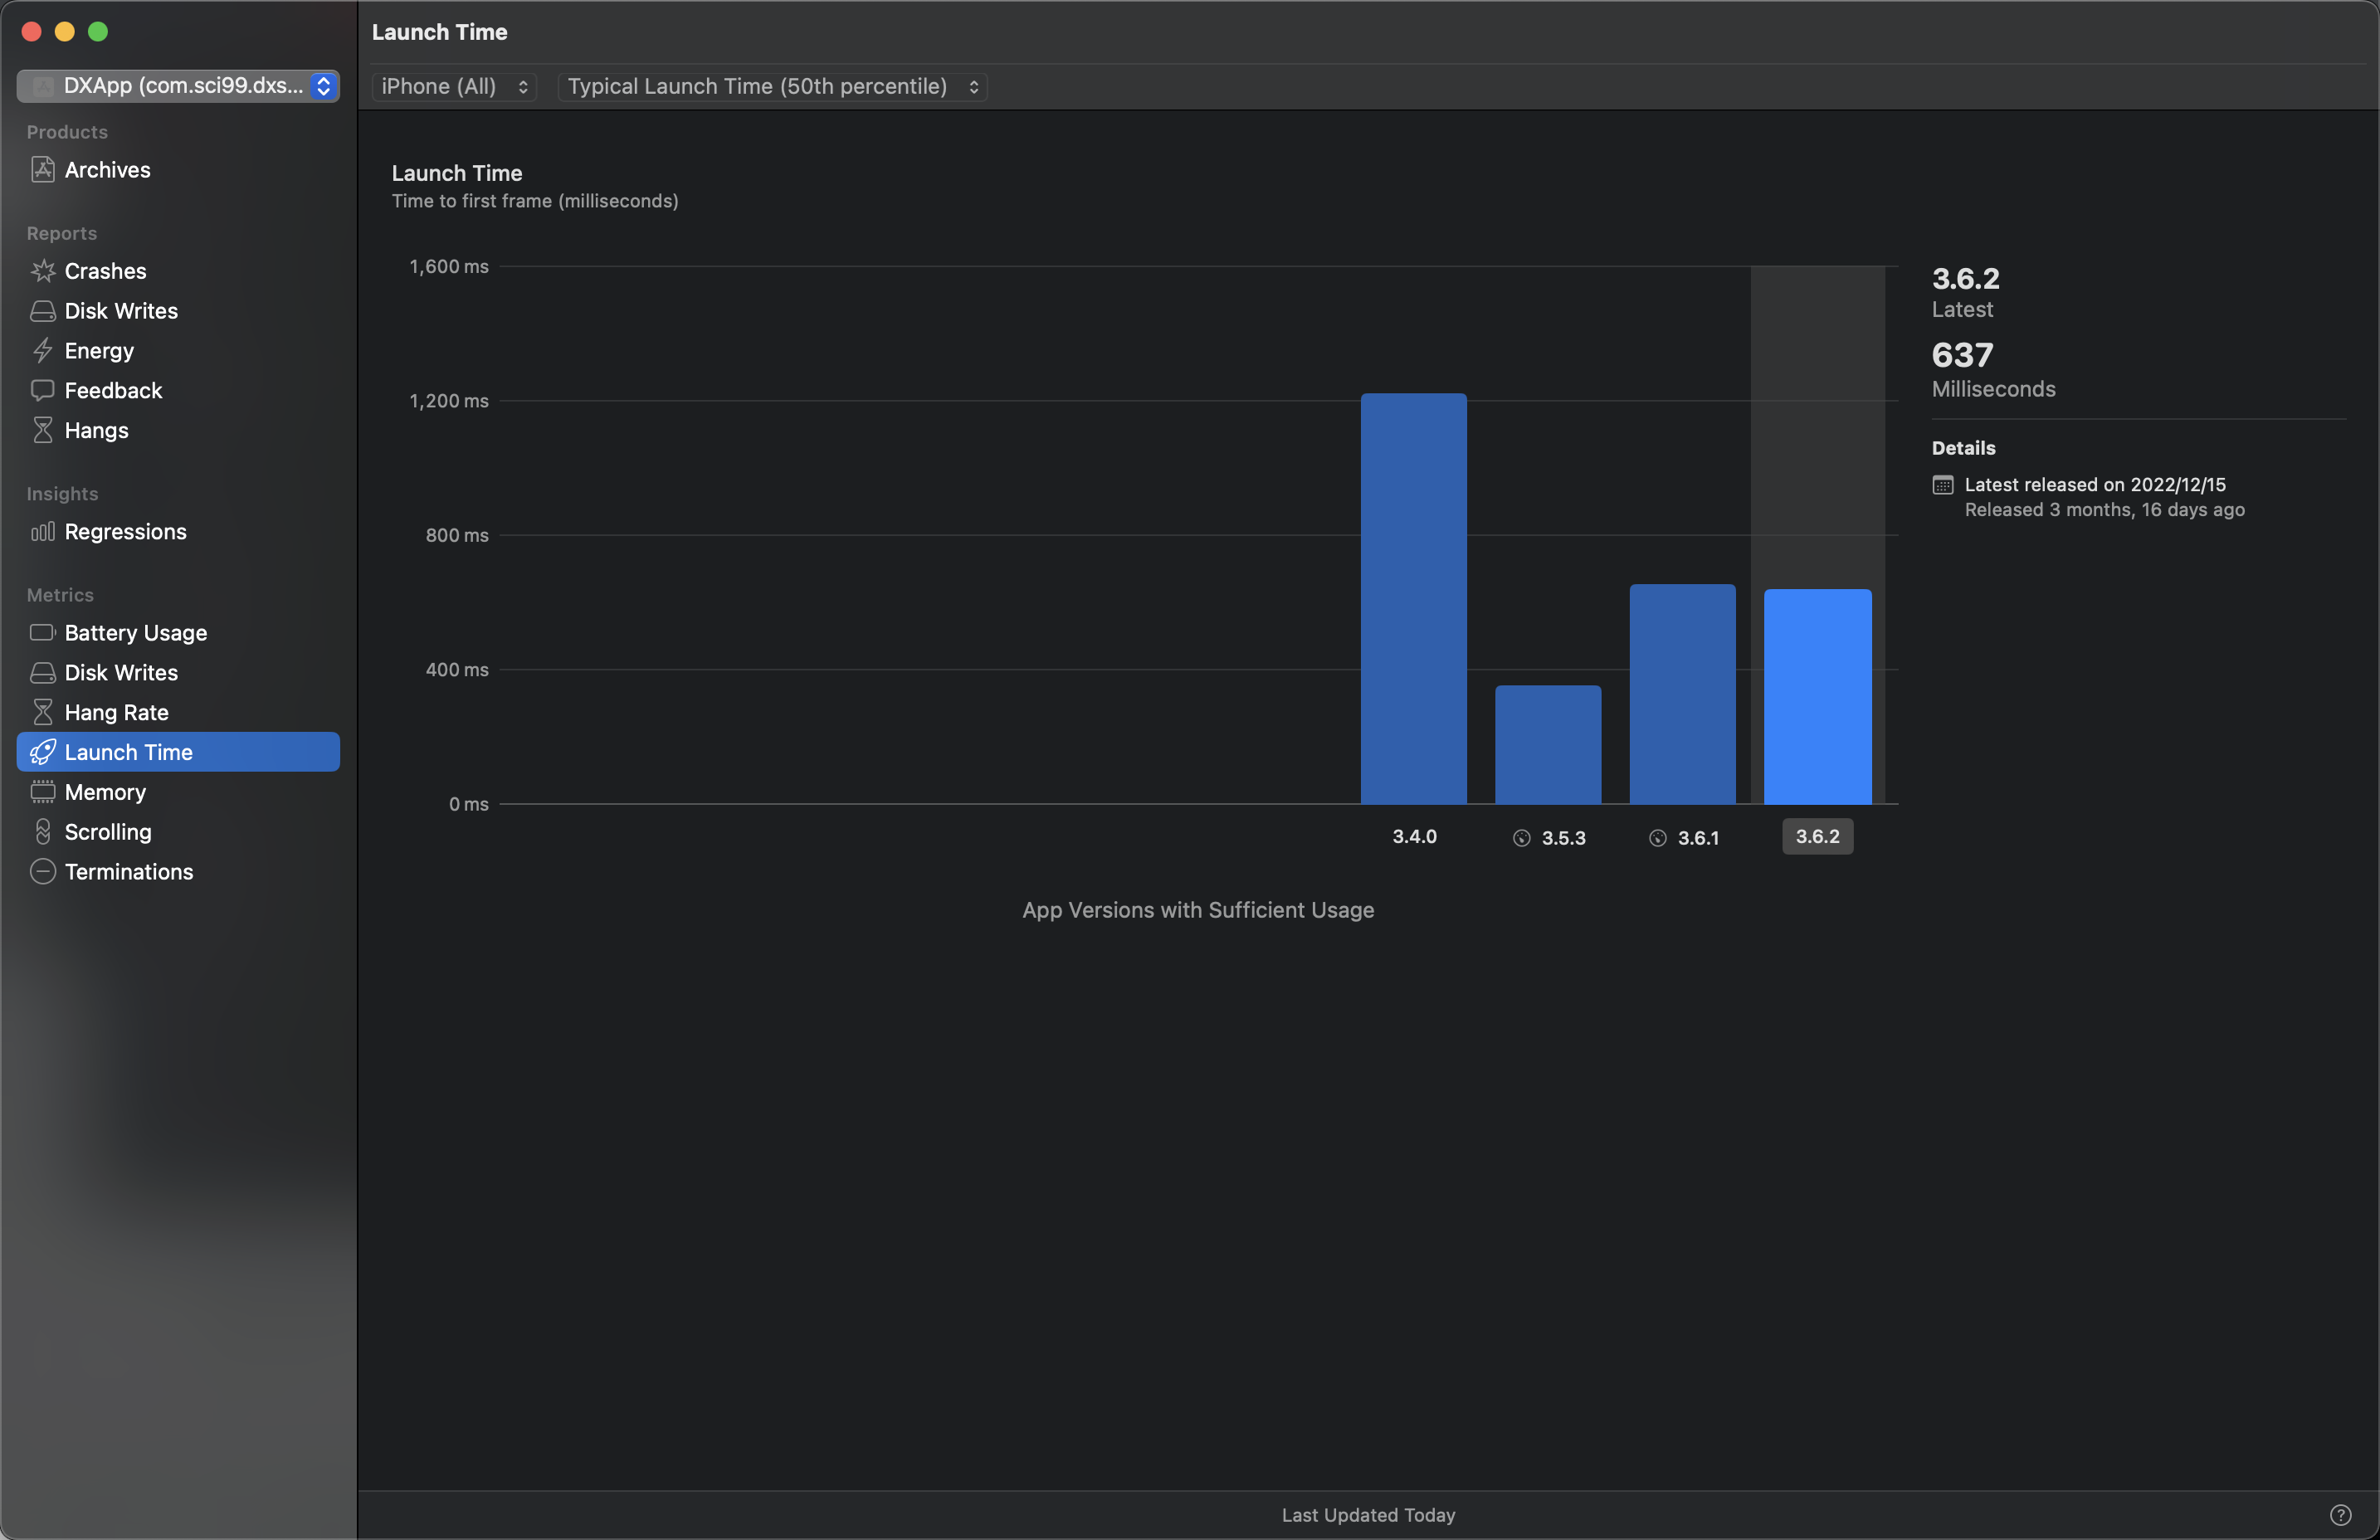 Launch Time
DXApp (com.sci99.dxs...
iPhone (All)
Typical Launch Time (50th percentile)
Products
Archives
Reports
Crashes
Disk Writes
Energy
Feedback
Hangs
Insights
Regressions
Metrics
Battery Usage
Disk Writes
Hang Rate
Launch Time
Memory
Scrolling
Terminations
Launch Time
Time to first frame (milliseconds)
1,600 ms
1,200 ms
800 ms
400 ms
0 ms
3.4.0
3.5.3
3.6.1
3.6.2
App Versions with Sufficient Usage
3.6.2
Latest
637
Milliseconds
Details
Latest released on 2022/12/15
Released 3 months, 16 days ago
Last Updated Today
?